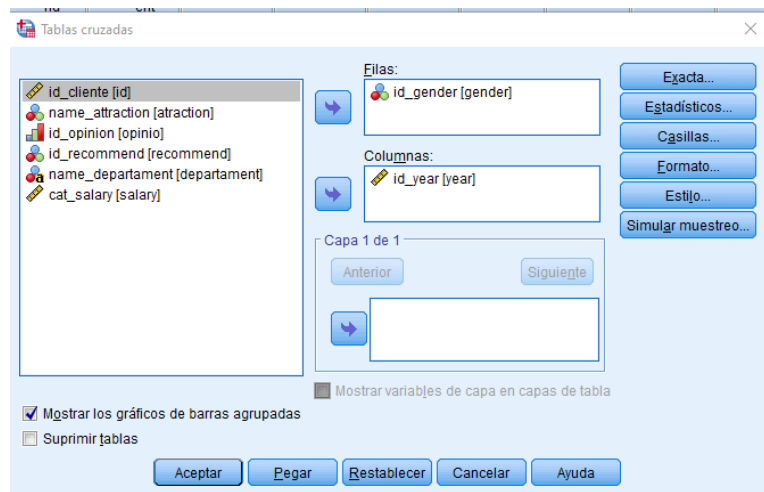 Tablas cruzadas
id_cliente [id]
name_attraction [atraction]
id_opinion [opinio]
id_recommend [recommend]
name_departament [departament]
cat_salary [salary]
Filas:
id_gender [gender]
Columnas:
id_year [year]
Capa 1 de 1
Anterior
Siguiente
Mostrar variables de capa en capas de tabla
Exacta...
Estadísticos...
Casillas...
Formato...
Estilo...
Simular muestreo...
Mostrar los gráficos de barras agrupadas
Suprimir tablas
Aceptar
Pegar
Restablecer
Cancelar
Ayuda